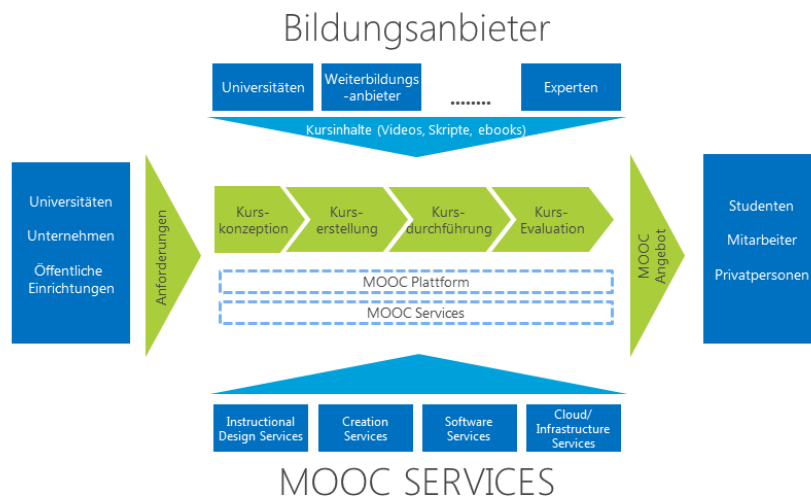 Bildungsanbieter
Universitäten
Weiterbildungs
-anbieter
........
Experten
Kursinhalte (Videos, Skripte, ebooks)
Universitäten
Unternehmen
Öffentliche
Einrichtungen
Anforderungen
Kurs-
konzeption
Kurs-
erstellung
Kurs-
durchführung
Kurs-
Evaluation
MOOC Plattform
MOOC Services
MOOC
Angebot
Studenten
Mitarbeiter
Privatpersonen
Instructional
Design Services
Creation
Services
Software
Services
Cloud/
Infrastructure
Services
MOOC SERVICES